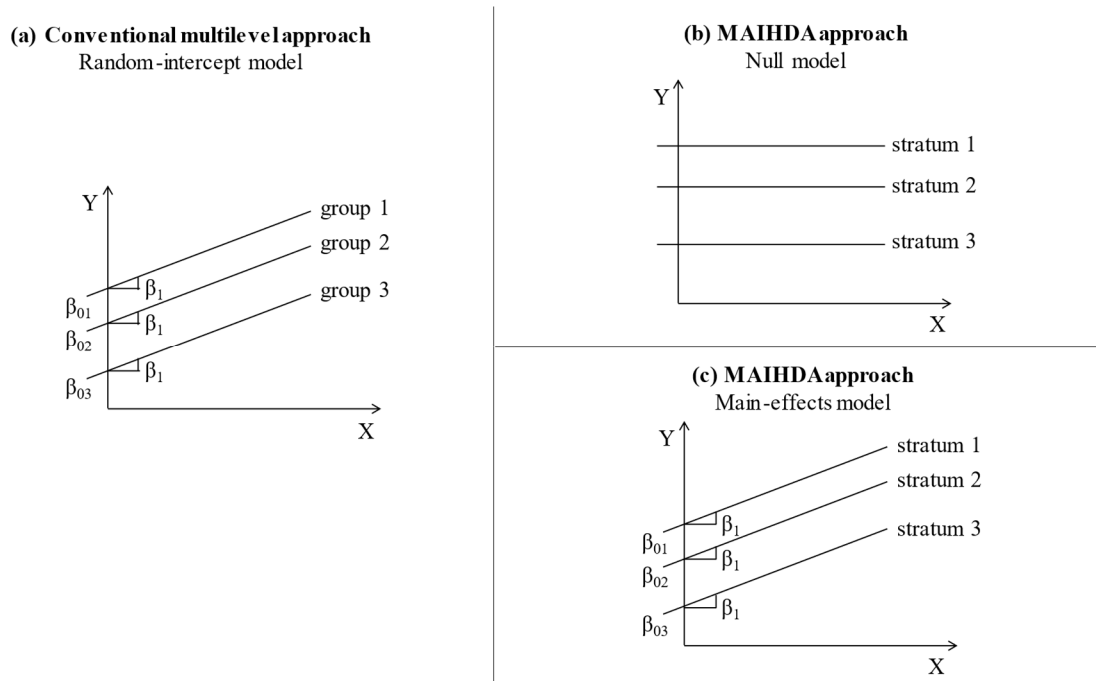 (a) Conventional multilevel approach
Random-intercept model
Y
group 1
group 2
group 3
β01
β1
β02
β1
β03
β1
X
(b) MAIHDA approach
Null model
Y
stratum 1
stratum 2
stratum 3
X
(c) MAIHDA approach
Main-effects model
Y
stratum 1
stratum 2
stratum 3
β01
β1
β02
β1
β03
β1
X